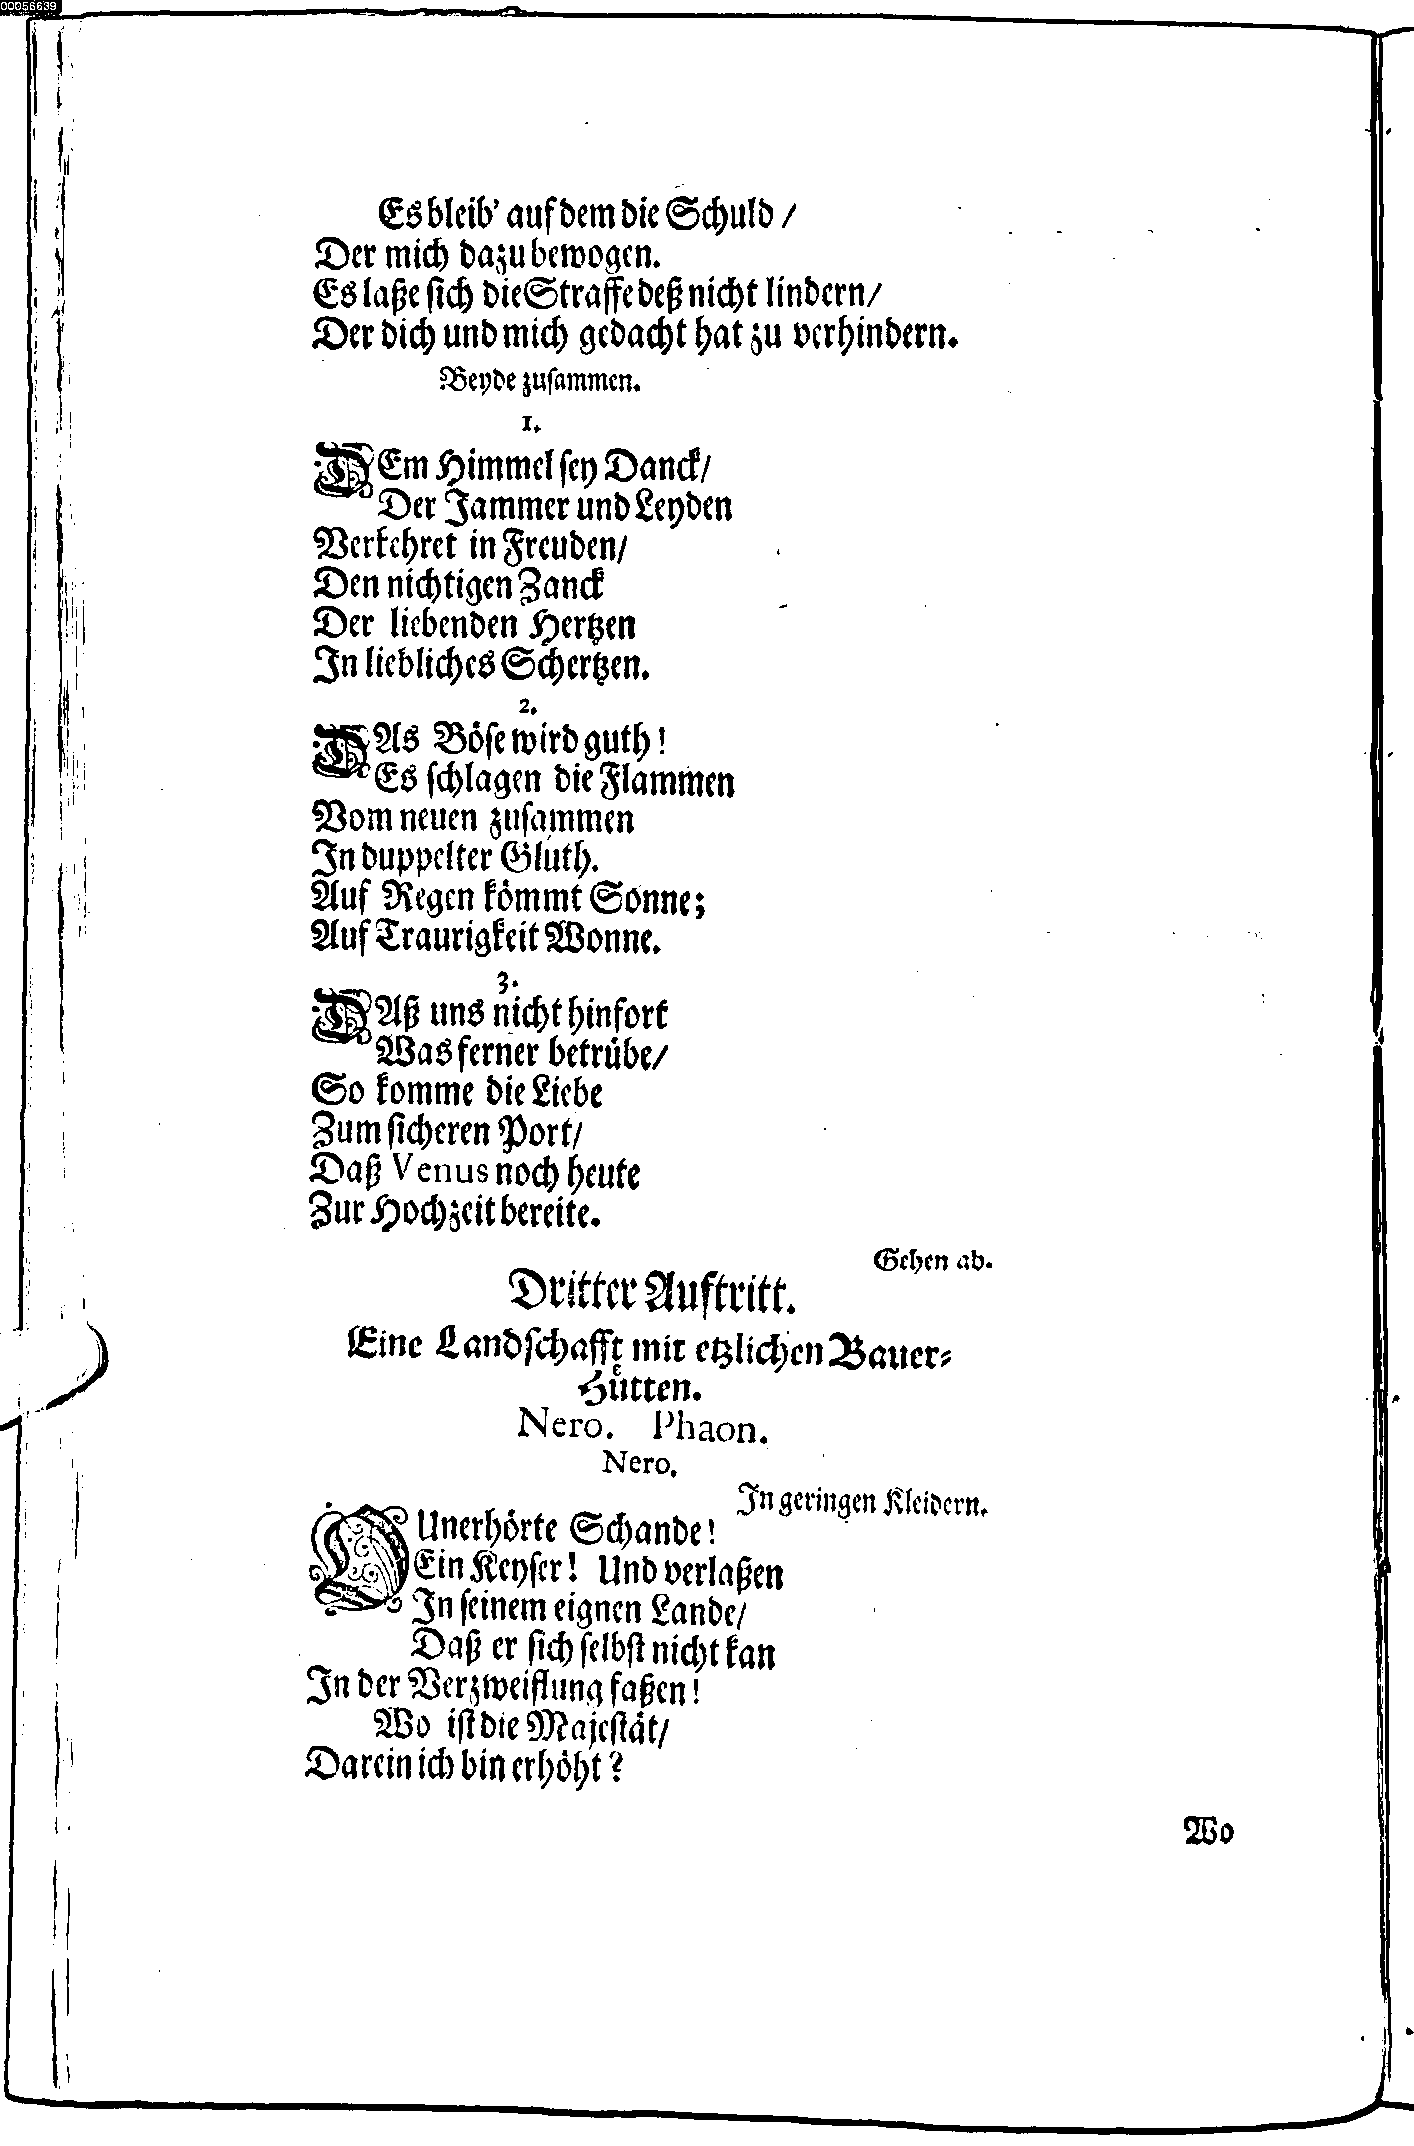 00056639
Es bleib' auf dem die Schuld /
Der mich dazu bewogen.
Es laße sich die Straffe deß nicht lindern/
Der dich und mich gedacht hat zu verhindern.
Beyde zusammen.
1.
DEm Himmel sey Danck/
Der Jammer und Leyden
Verkehret in Freuden/
Den nichtigen Zanck
Der liebenden Hertzen
In liebliches Schertzen.
2.
DAs Böse wird guth!
Es schlagen die Flammen
Vom neuen zusammen
In duppelter Gluth.
Auf Regen kömmt Sonne;
Auf Traurigkeit Wonne.
3.
DAß uns nicht hinfort
Was ferner betrübe/
So komme die Liebe
Zum sicheren Port/
Daß Venus noch heute
Zur Hochzeit bereite.
Gehen ab.
Dritter Auftritt.
Eine Landschafft mit etzlichen Bauer-
Hütten.
Nero. Phaon.
Nero.
In geringen Kleidern.
O Unerhörte Schande!
Ein Keyser! Und verlaßen
In seinem eignen Lande/
Daß er sich selbst nicht kan
In der Verzweiflung faßen!
Wo ist die Majestät/
Darein ich bin erhöht?
Wo